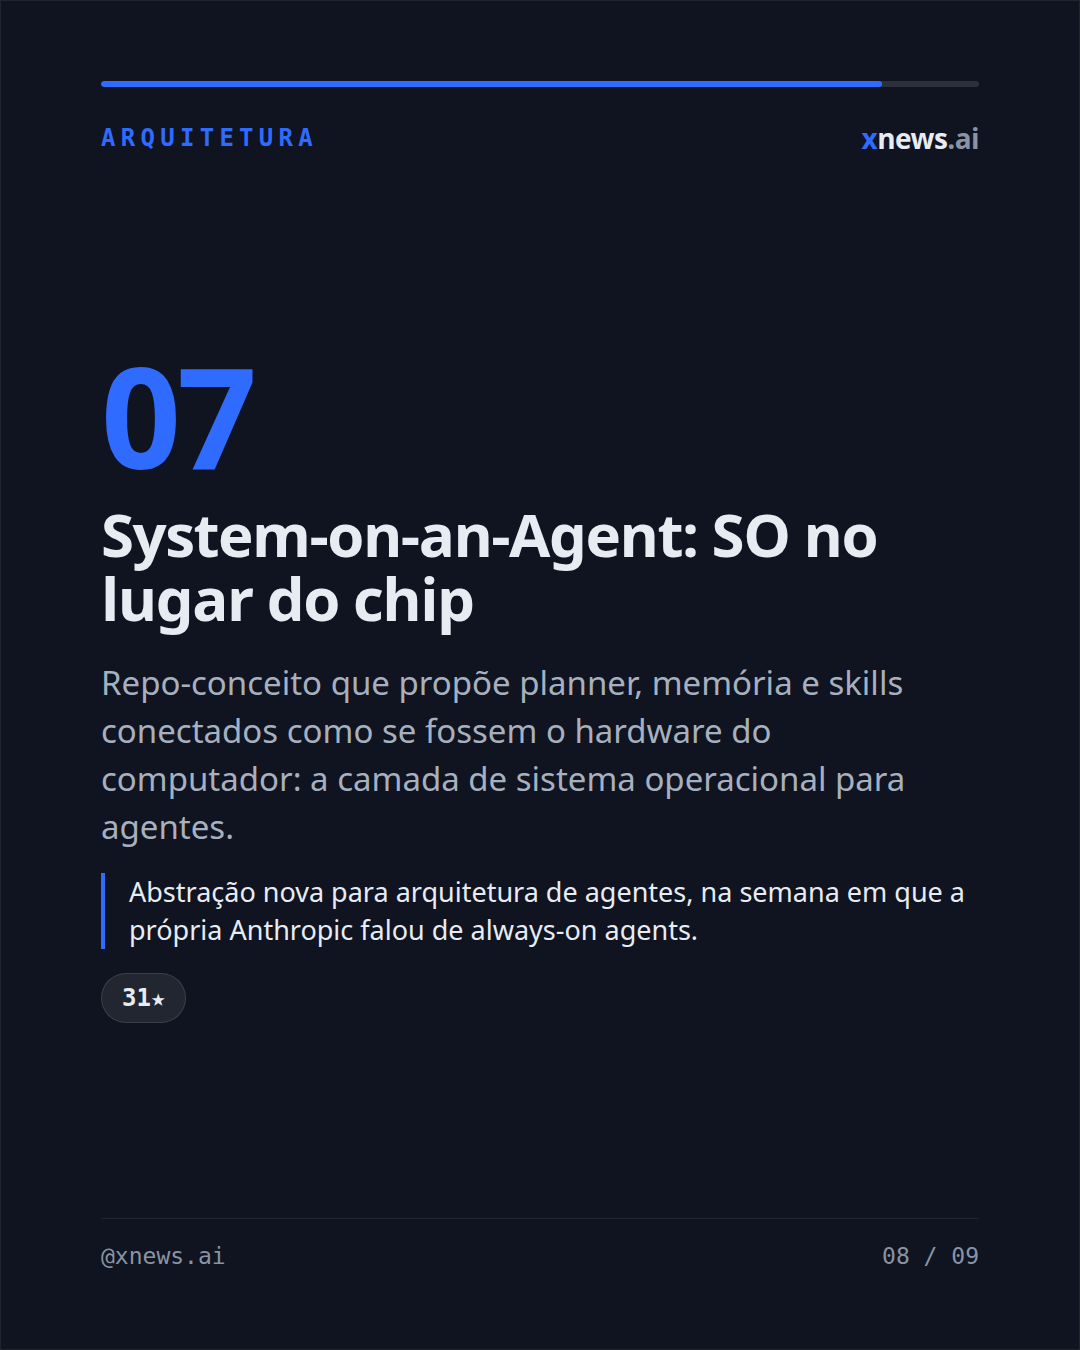 ARQUITETURA
xnews.ai
07
System-on-an-Agent: SO no
lugar do chip
Repo-conceito que propõe planner, memória e skills
conectados como se fossem o hardware do
computador: a camada de sistema operacional para
agentes.
Abstração nova para arquitetura de agentes, na semana em que a
própria Anthropic falou de always-on agents.
31★
@xnews.ai
08 / 09